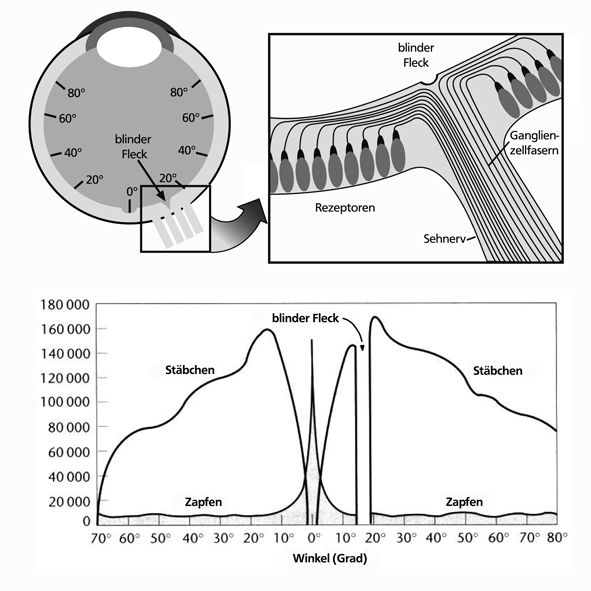 80° 80°
60° 60°
blinder
Fleck
40° 40°
20° 0° 20°
blinder
Fleck
Ganglien-
zellfasern
Rezeptoren
Sehnerv
180 000
160 000
140 000
120 000
100 000
80 000
60 000
40 000
20 000
0
blinder Fleck
Stäbchen Stäbchen
Zapfen Zapfen
70° 60° 50° 40° 30° 20° 10° 0° 10° 20° 30° 40° 50° 60° 70° 80°
Winkel (Grad)